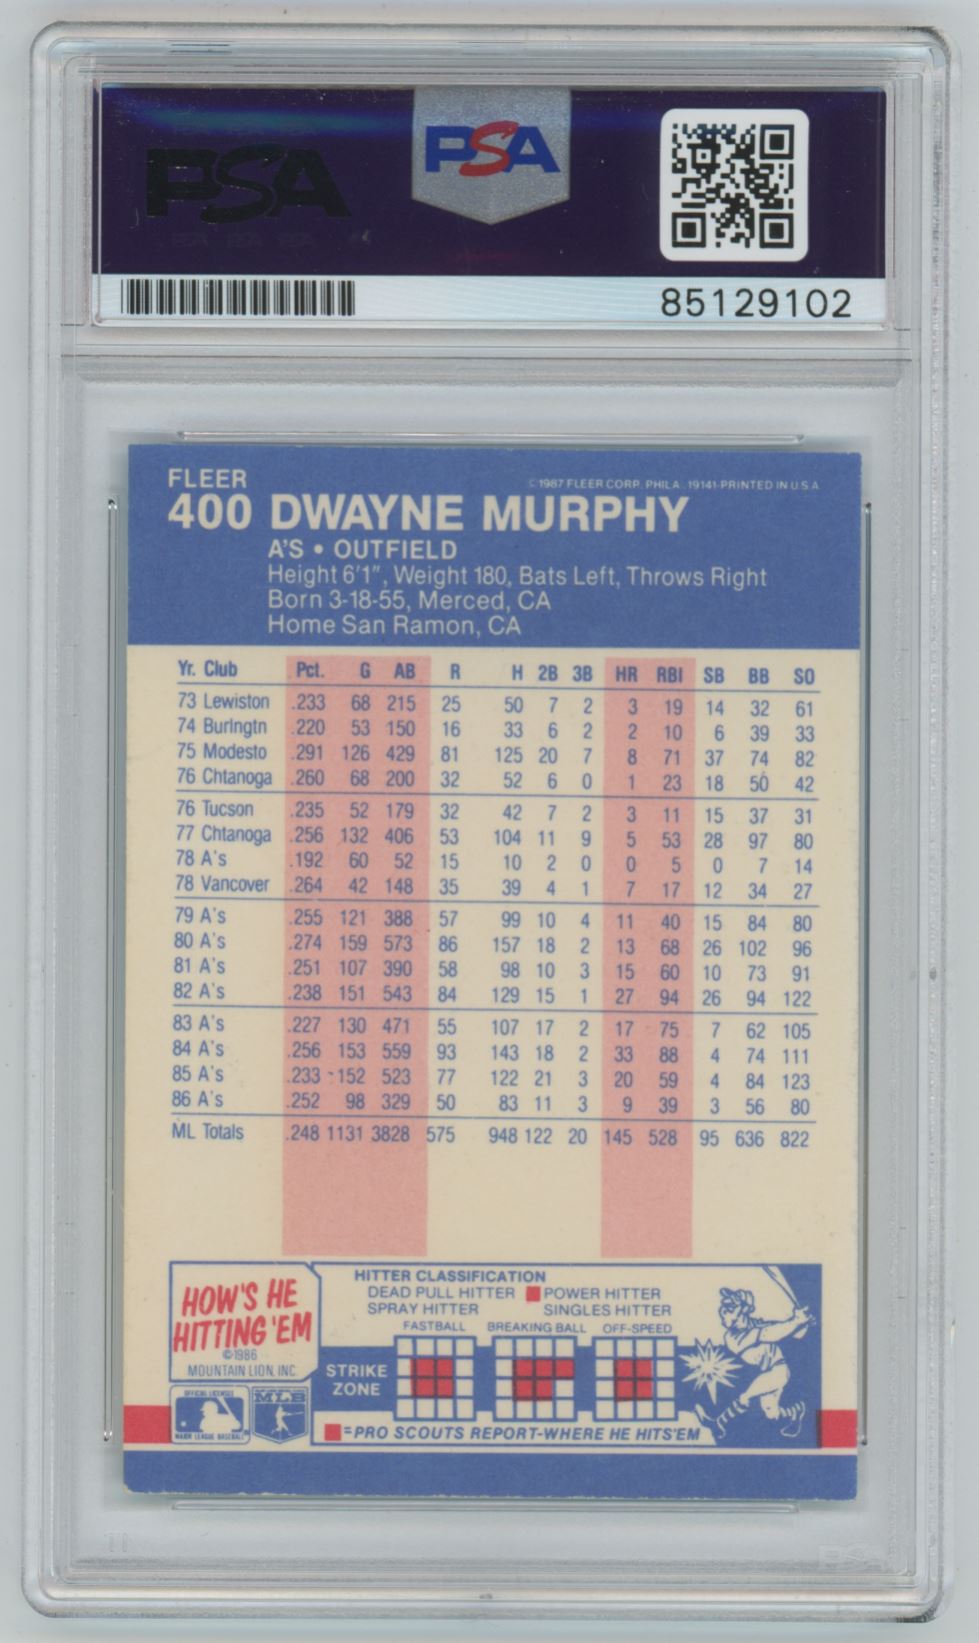 PSA
PSA
85129102
FLEER
© 1987 FLEER CORP. PHILA. 19141-PRINTED IN U.S.A.
400 DWAYNE MURPHY
A'S • OUTFIELD
Height 6'1", Weight 180, Bats Left, Throws Right
Born 3-18-55, Merced, CA
Home San Ramon, CA
Yr. Club Pct. G AB R H 2B 3B HR RBI SB BB SO
73 Lewiston .233 68 215 25 50 7 2 3 19 14 32 61
74 Burlngtn .220 53 150 16 33 6 2 2 10 6 39 33
75 Modesto .291 126 429 81 125 20 7 8 71 37 74 82
76 Chtanoga .260 68 200 32 52 6 0 1 23 18 50 42
76 Tucson .235 52 179 32 42 7 2 3 11 15 37 31
77 Chtanoga .256 132 406 53 104 11 9 5 53 28 97 80
78 A's .192 60 52 15 10 2 0 0 5 0 7 14
78 Vancover .264 42 148 35 39 4 1 7 17 12 34 27
79 A's .255 121 388 57 99 10 4 11 40 15 84 80
80 A's .274 159 573 86 157 18 2 13 68 26 102 96
81 A's .251 107 390 58 98 10 3 15 60 10 73 91
82 A's .238 151 543 84 129 15 1 27 94 26 94 122
83 A's .227 130 471 55 107 17 2 17 75 7 62 105
84 A's .256 153 559 93 143 18 2 33 88 4 74 111
85 A's .233 152 523 77 122 21 3 20 59 4 84 123
86 A's .252 98 329 50 83 11 3 9 39 3 56 80
ML Totals .248 1131 3828 575 948 122 20 145 528 95 636 822
HOW'S HE
HITTING 'EM
©1986
MOUNTAIN LION, INC.
HITTER CLASSIFICATION
DEAD PULL HITTER POWER HITTER
SPRAY HITTER SINGLES HITTER
FASTBALL BREAKING BALL OFF-SPEED
STRIKE
ZONE
=PRO SCOUTS REPORT-WHERE HE HITS'EM
OFFICIAL LICENSEE
MAJOR LEAGUE BASEBALL
MLB
PSA